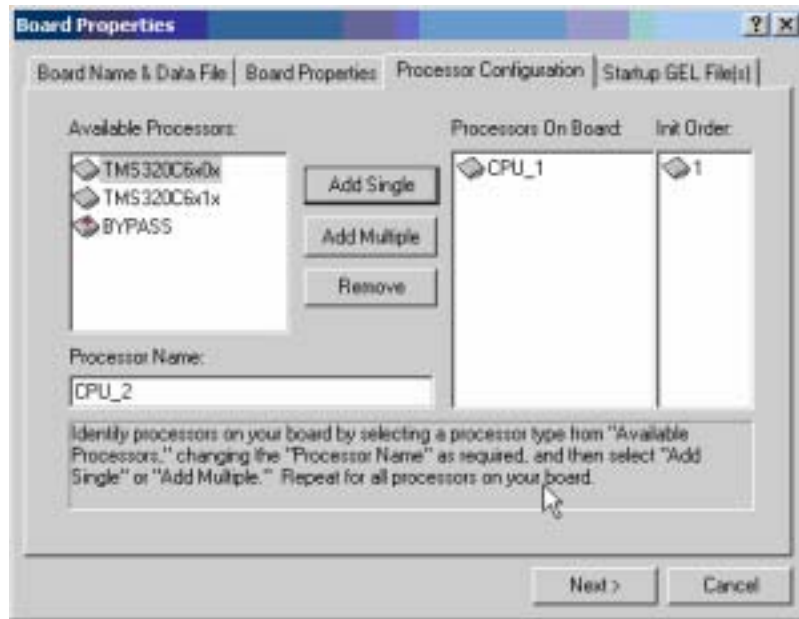 Board Properties
? ×
Board Name & Data File
Board Properties
Processor Configuration
Startup GEL File(s)
Available Processors:
TMS320C6x0x
TMS320C6x1x
BYPASS
Add Single
Add Multiple
Remove
Processors On Board:
CPU_1
Init Order:
1
Processor Name:
CPU_2
Identify processors on your board by selecting a processor type from "Available
Processors," changing the "Processor Name" as required, and then select "Add
Single" or "Add Multiple." Repeat for all processors on your board.
Next >
Cancel